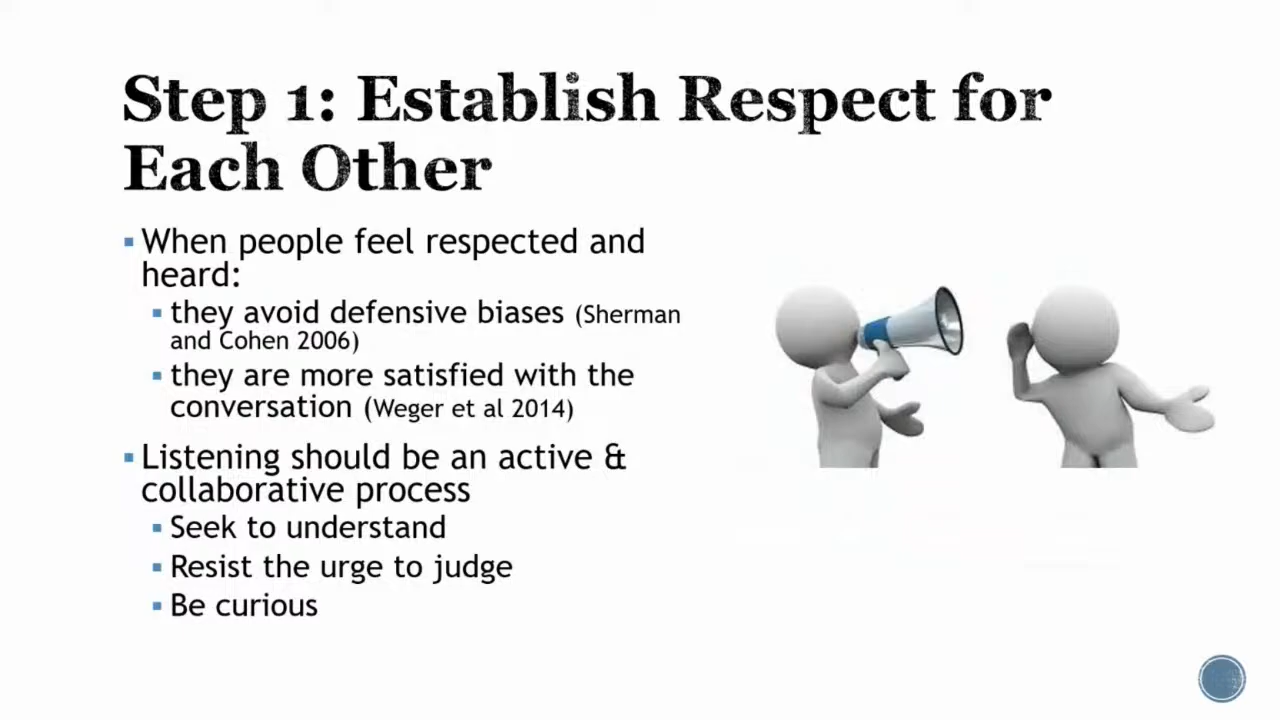 Step 1: Establish Respect for
Each Other
▪ When people feel respected and
heard:
▪ they avoid defensive biases (Sherman
and Cohen 2006)
▪ they are more satisfied with the
conversation (Weger et al 2014)
▪ Listening should be an active &
collaborative process
▪ Seek to understand
▪ Resist the urge to judge
▪ Be curious